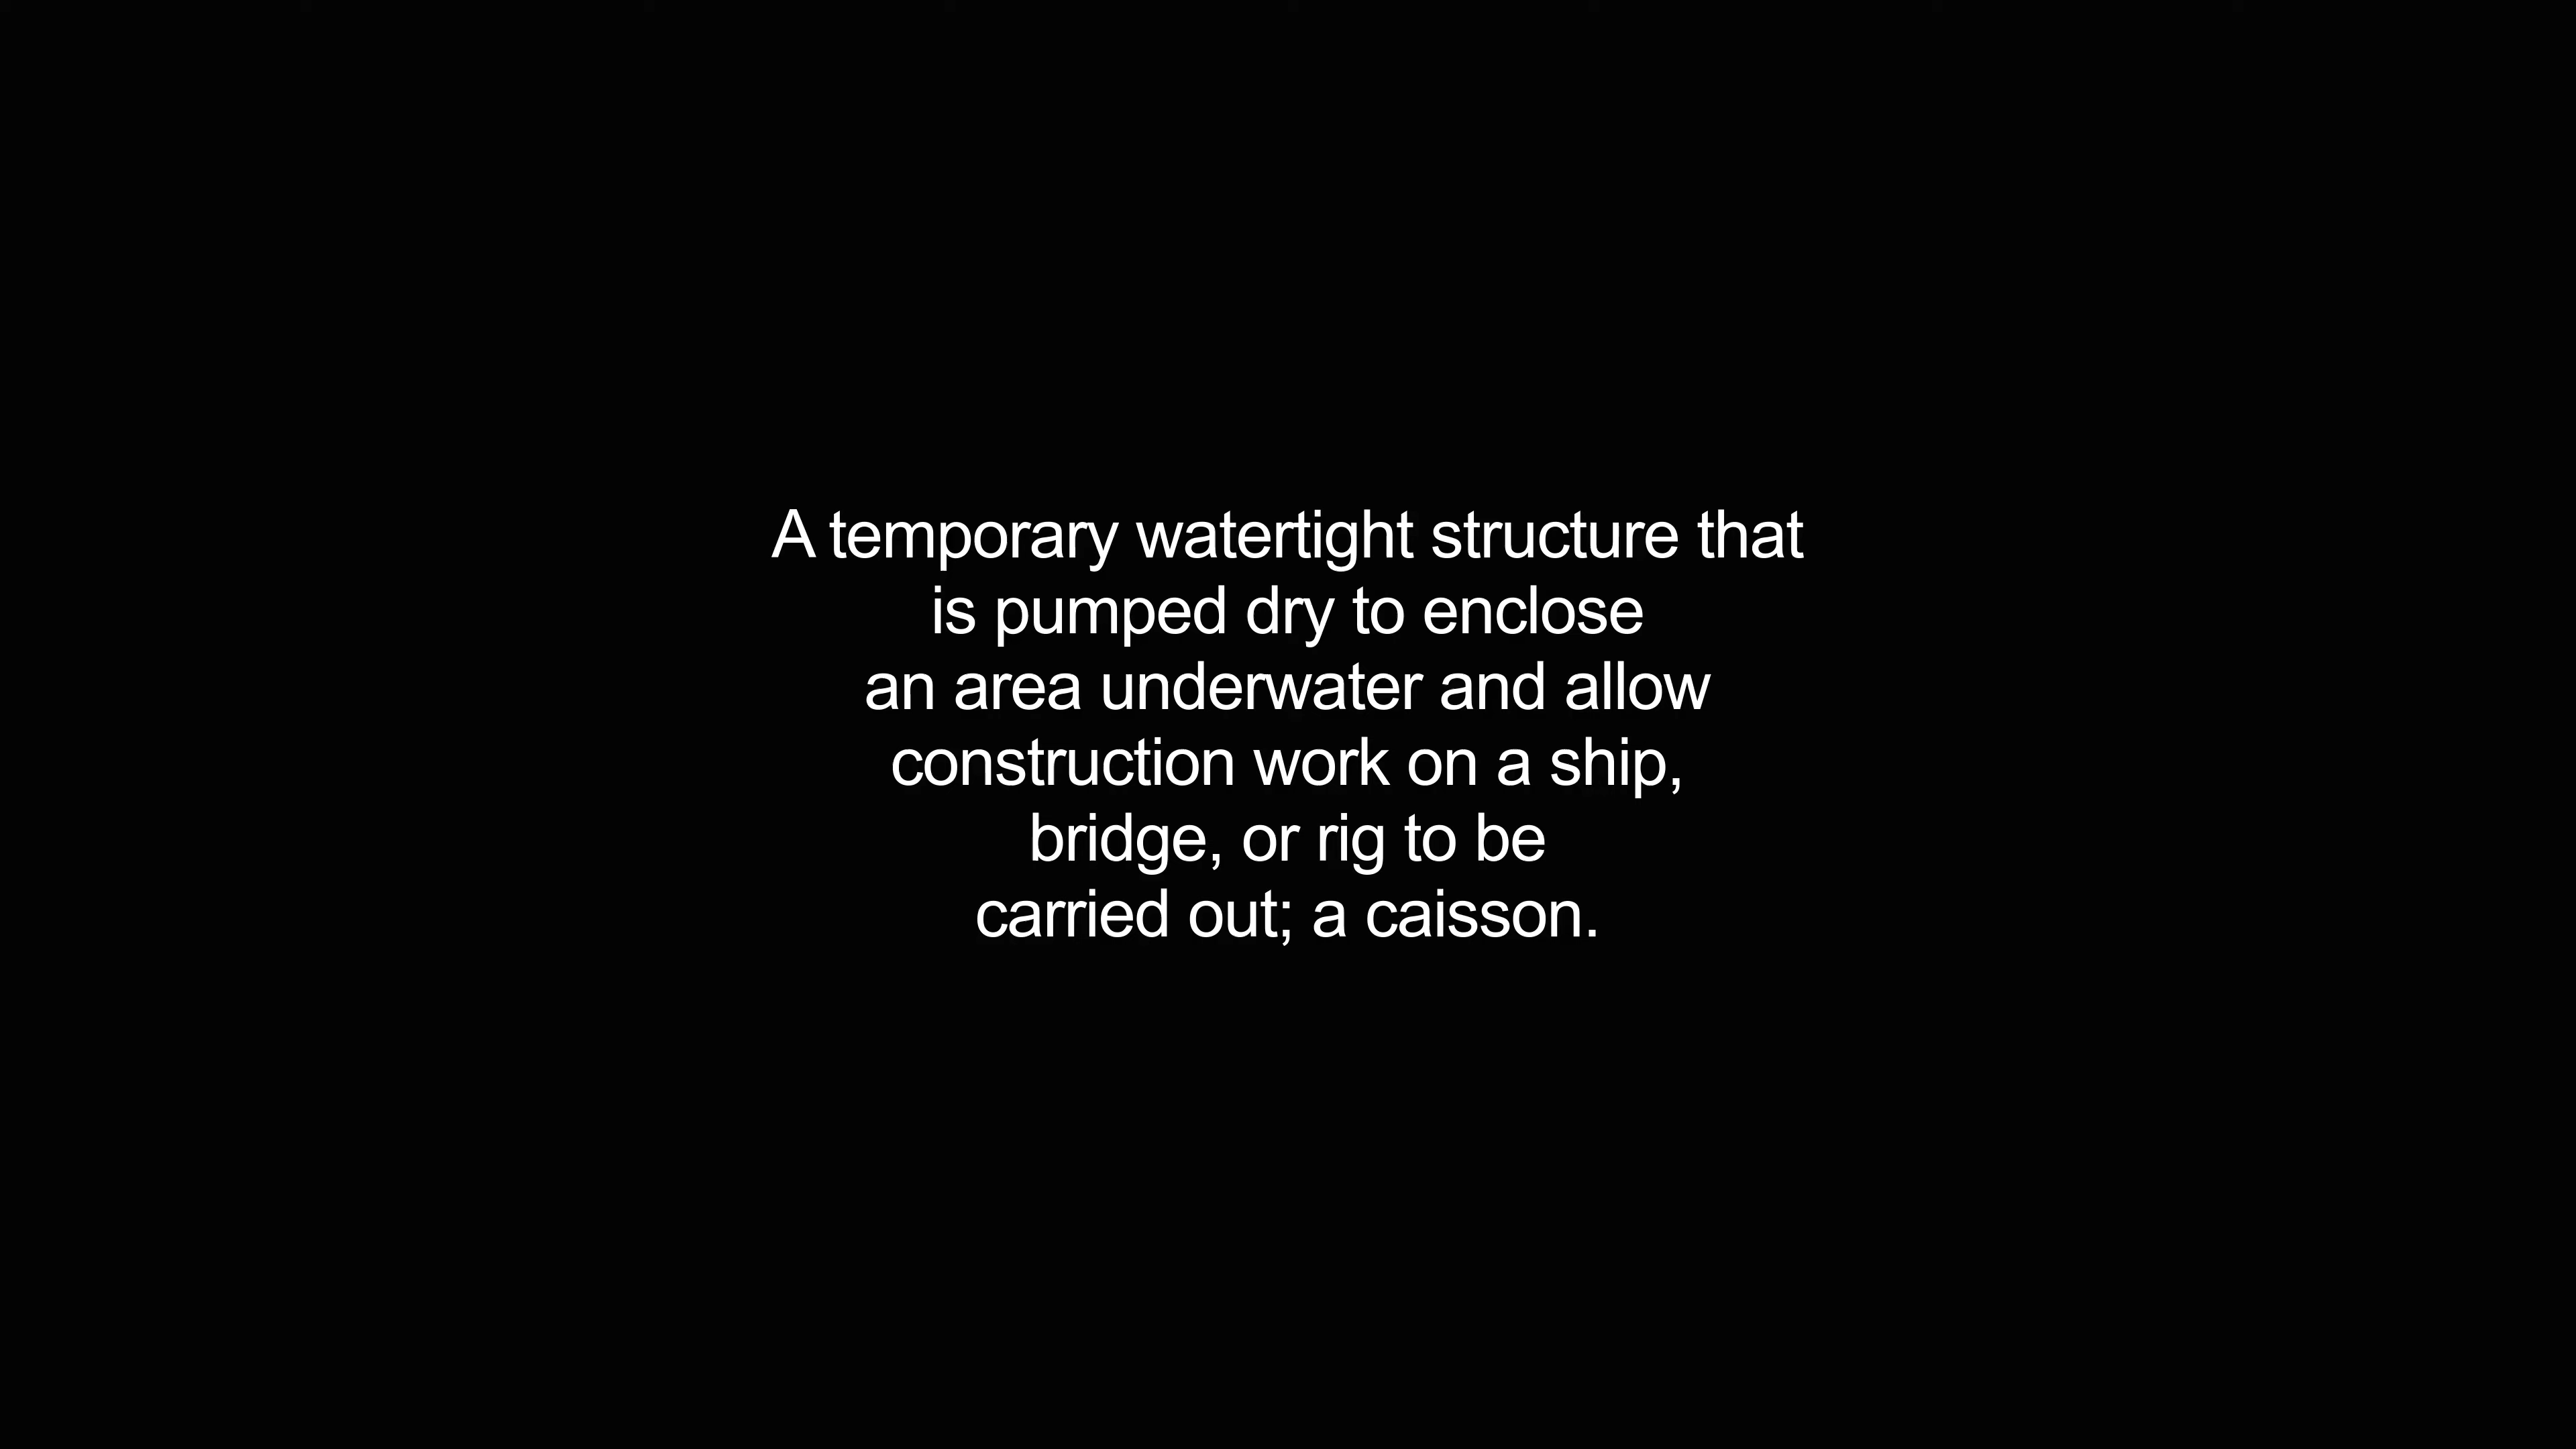 A temporary watertight structure that
is pumped dry to enclose
an area underwater and allow
construction work on a ship,
bridge, or rig to be
carried out; a caisson.